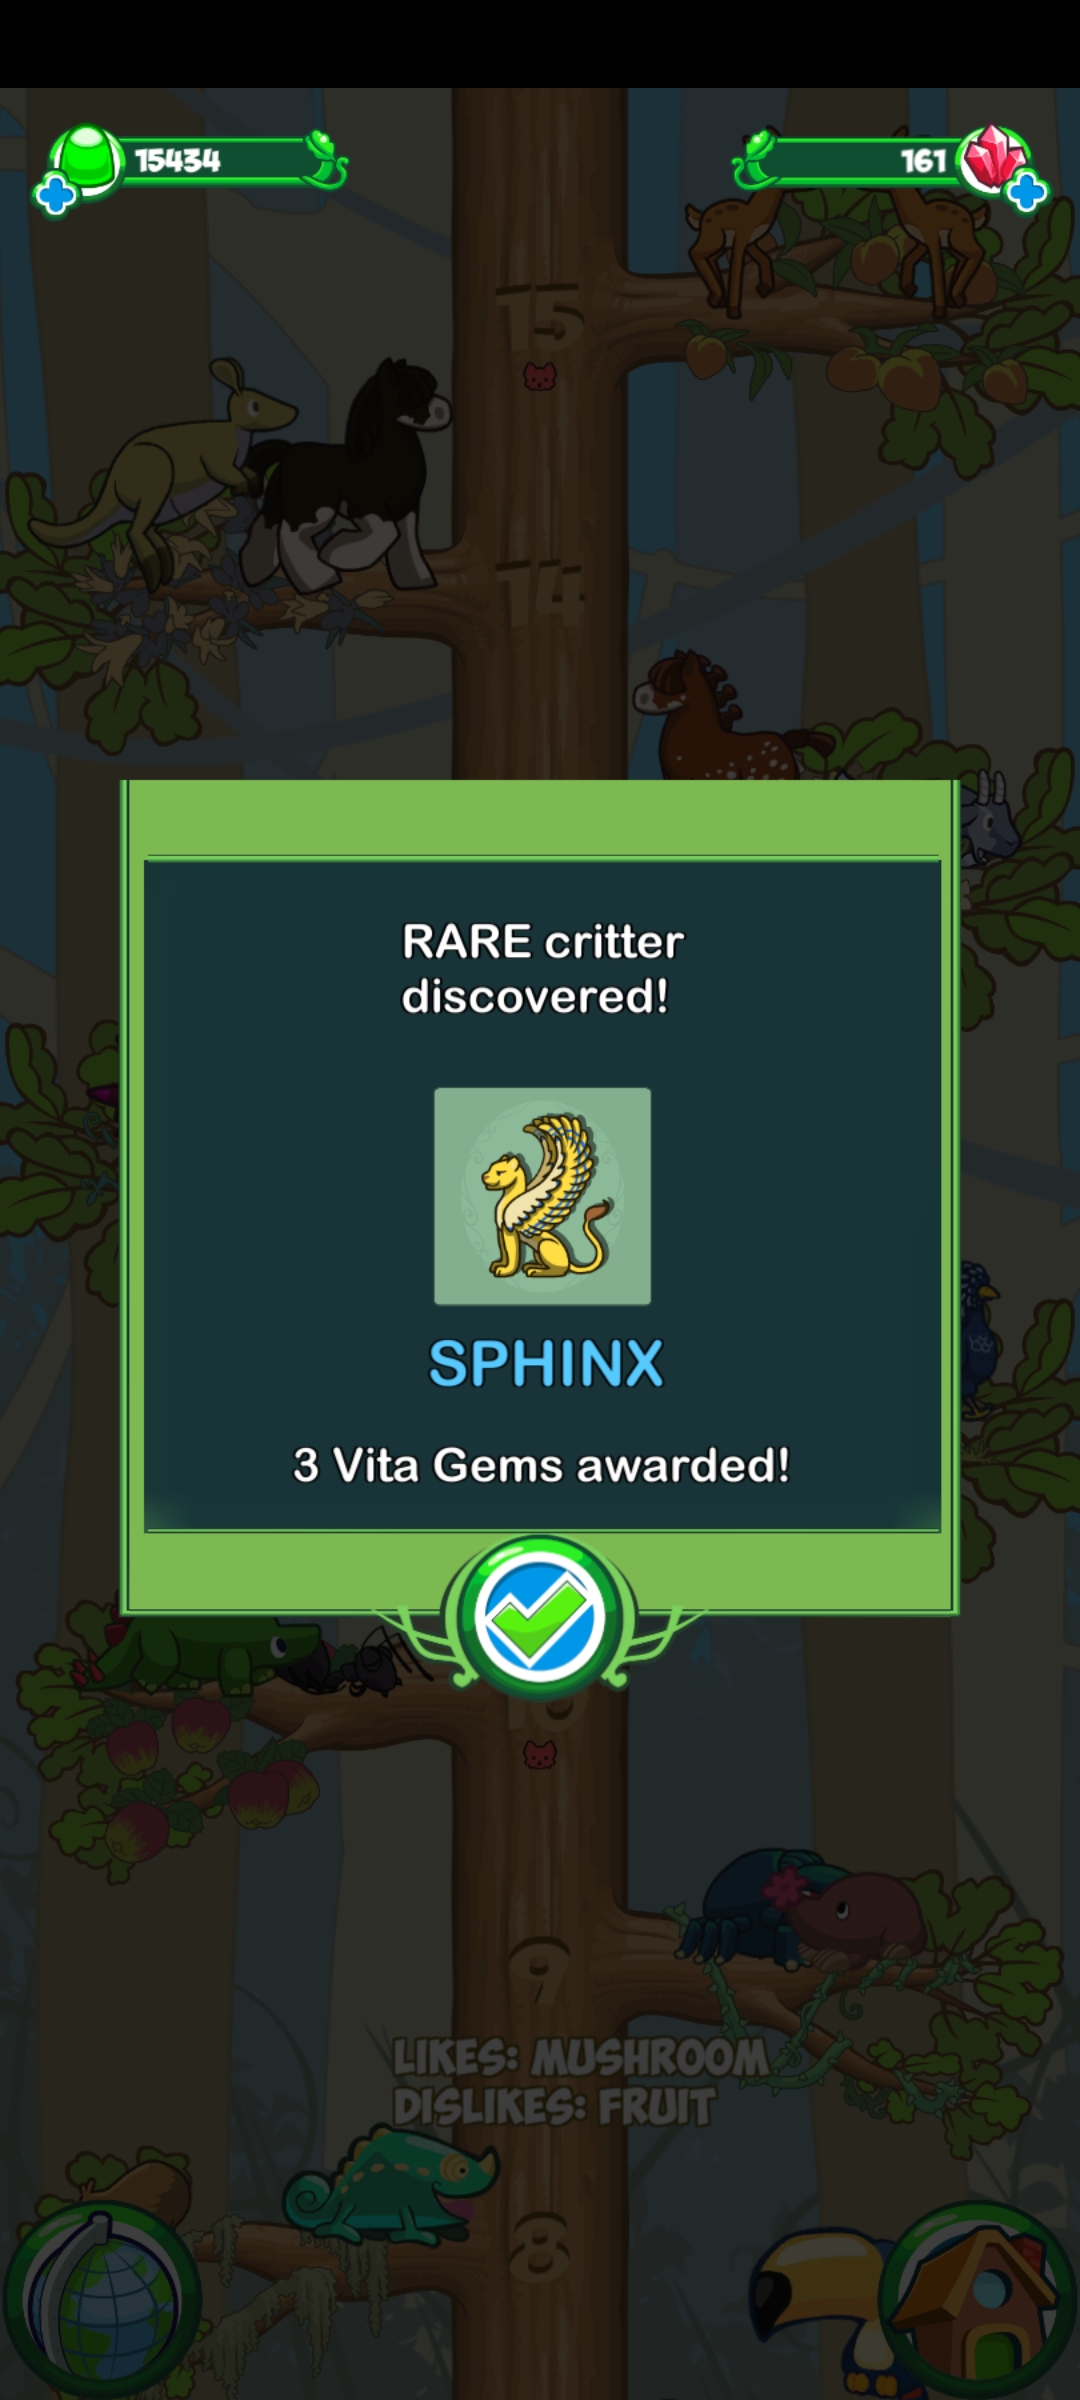 15434
161
15
14
RARE critter
discovered!
SPHINX
3 Vita Gems awarded!
9
LIKES: MUSHROOM
DISLIKES: FRUIT
8